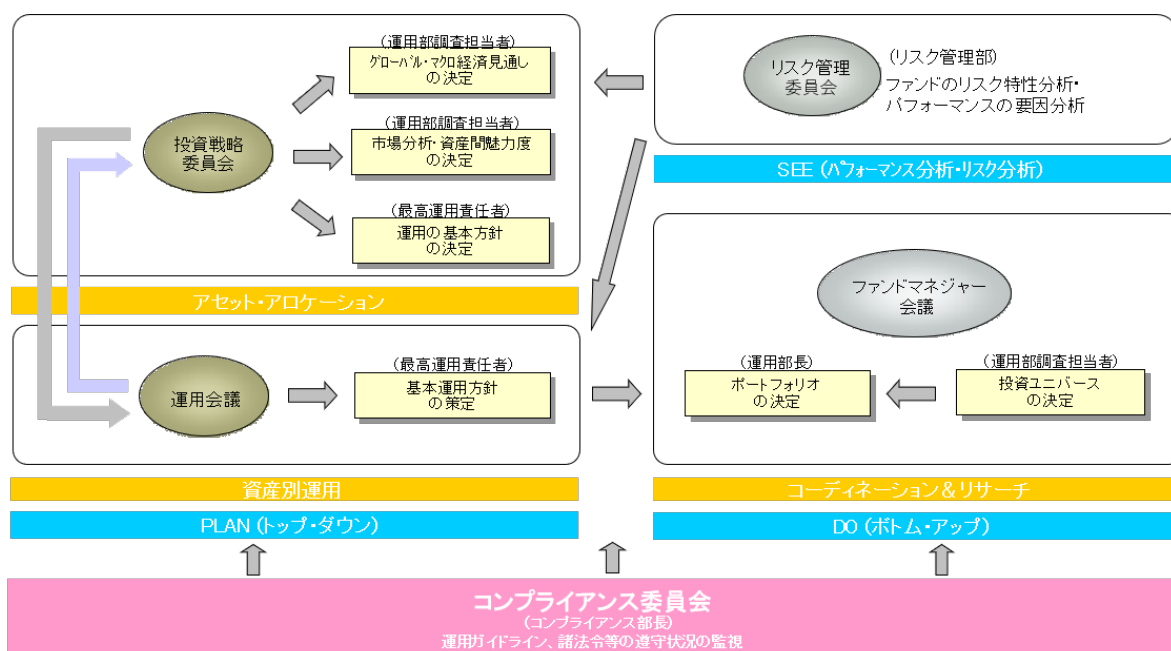 (運用部調査担当者)
グローバル・マクロ経済見通し
の決定
投資戦略
委員会
(運用部調査担当者)
市場分析・資産間魅力度
の決定
(最高運用責任者)
運用の基本方針
の決定
アセット・アロケーション
リスク管理
委員会
(リスク管理部)
ファンドのリスク特性分析・
パフォーマンスの要因分析
SEE (パフォーマンス分析・リスク分析)
運用会議
(最高運用責任者)
基本運用方針
の策定
資産別運用
PLAN (トップ・ダウン)
ファンドマネジャー
会議
(運用部長)
ポートフォリオ
の決定
(運用部調査担当者)
投資ユニバース
の決定
コーディネーション＆リサーチ
DO (ボトム・アップ)
コンプライアンス委員会
(コンプライアンス部長)
運用ガイドライン、諸法令等の遵守状況の監視